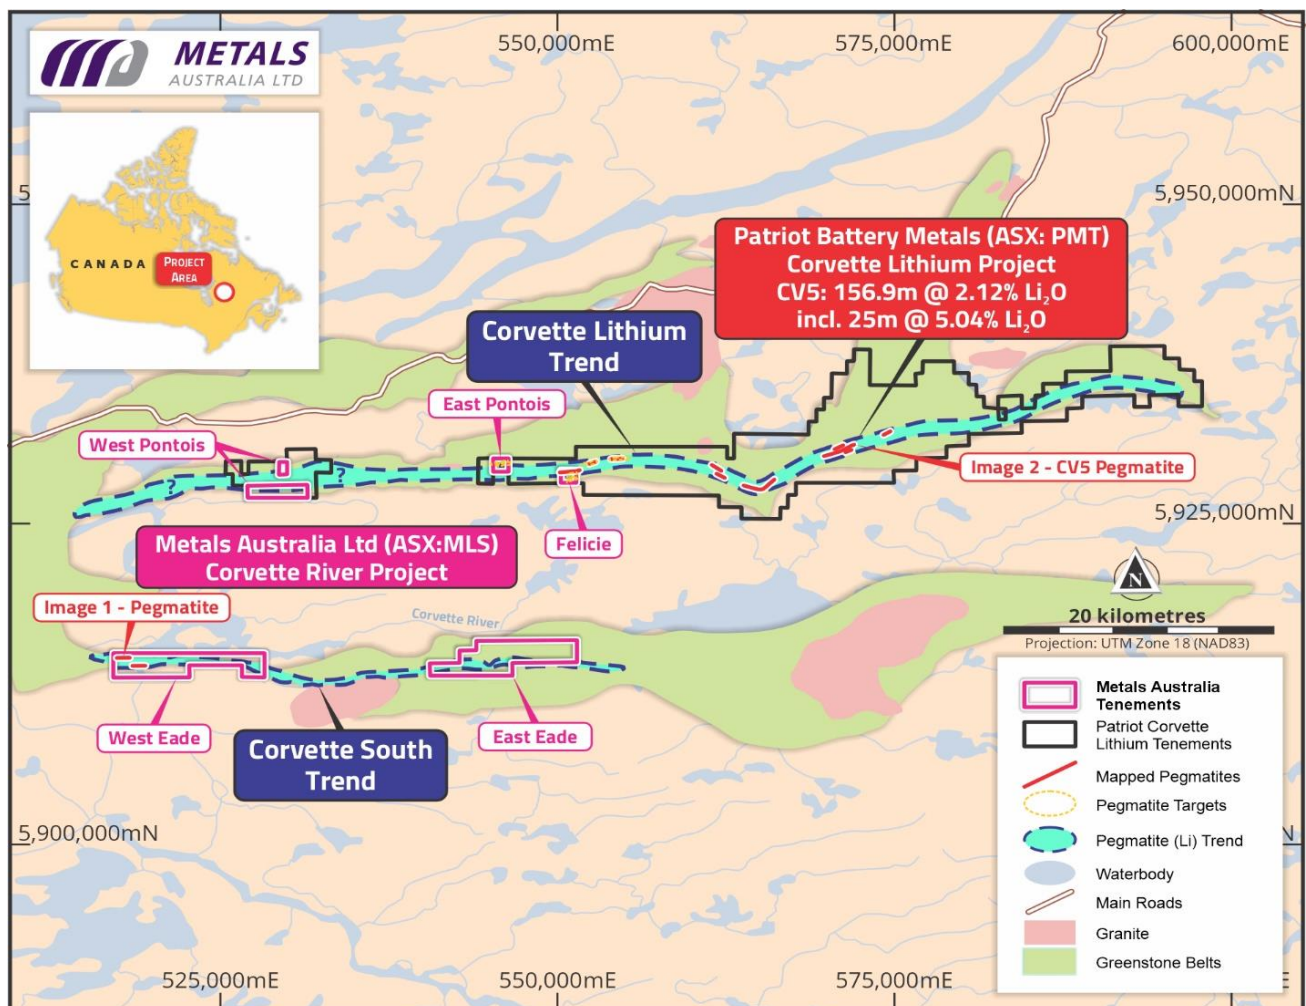 METALS
AUSTRALIA LTD
550,000mE
575,000mE
600,000mE
5,950,000mN
CANADA
PROJECT
AREA
Patriot Battery Metals (ASX: PMT)
Corvette Lithium Project
CV5: 156.9m @ 2.12% Li₂O
incl. 25m @ 5.04% Li₂O
Corvette Lithium
Trend
East Pontois
West Pontois
?
?
Image 2 - CV5 Pegmatite
5,925,000mN
Metals Australia Ltd (ASX:MLS)
Corvette River Project
Felicie
Image 1 - Pegmatite
Corvette River
N
20 kilometres
Projection: UTM Zone 18 (NAD83)
West Eade
Corvette South
Trend
East Eade
Metals Australia
Tenements
Patriot Corvette
Lithium Tenements
Mapped Pegmatites
Pegmatite Targets
Pegmatite (Li) Trend
Waterbody
Main Roads
Granite
Greenstone Belts
5,900,000mN
525,000mE
550,000mE
575,000mE